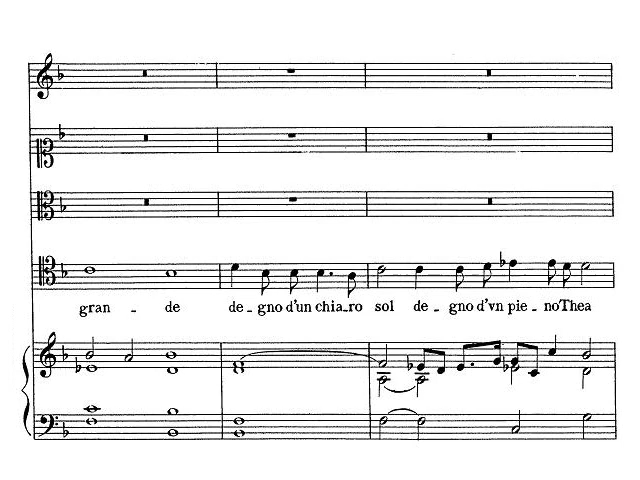 gran - de de - gno d'un chia - ro sol de - gno d'vn pie - no Thea